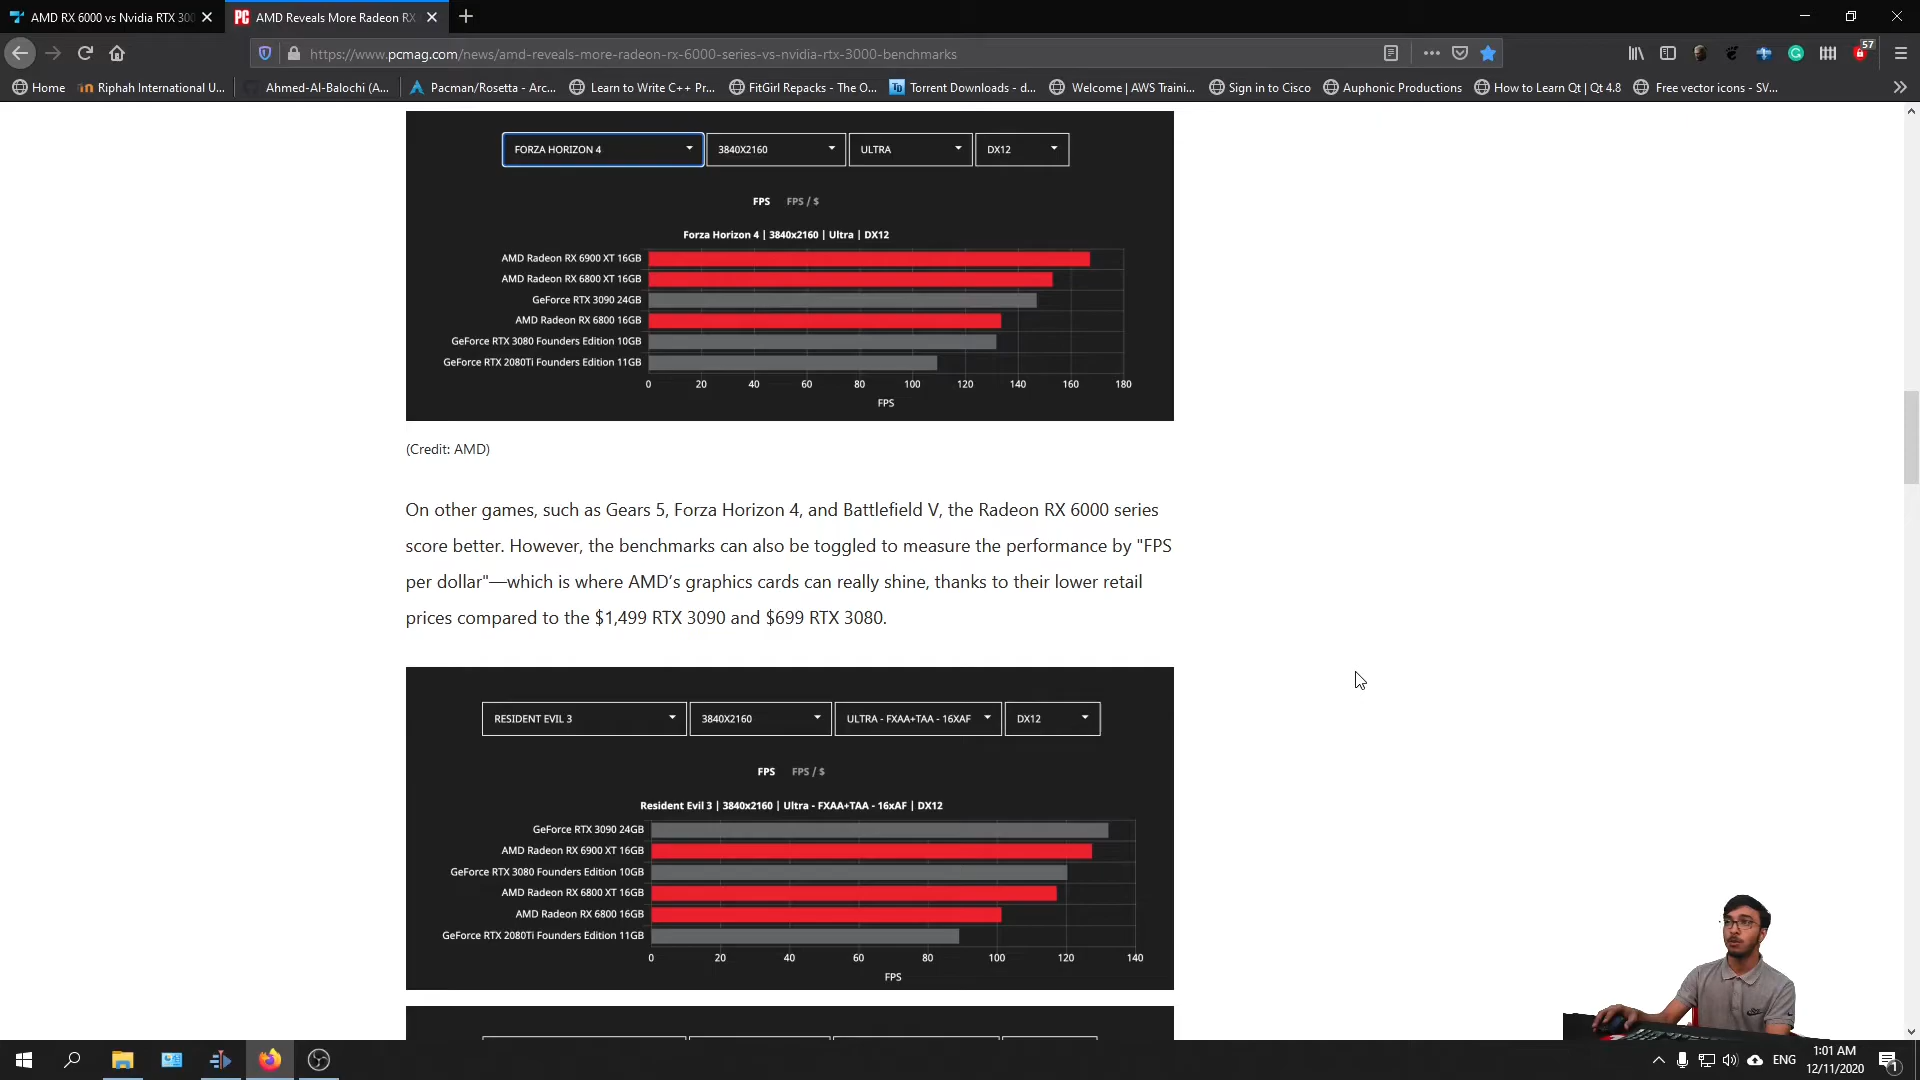 AMD RX 6000 vs Nvidia RTX 300
AMD Reveals More Radeon RX
https://www.pcmag.com/news/amd-reveals-more-radeon-rx-6000-series-vs-nvidia-rtx-3000-benchmarks
57
Home
Riphah International U...
Ahmed-Al-Balochi (A...
Pacman/Rosetta - Arc...
Learn to Write C++ Pr...
FitGirl Repacks - The O...
Torrent Downloads - d...
Welcome | AWS Traini...
Sign in to Cisco
Auphonic Productions
How to Learn Qt | Qt 4.8
Free vector icons - SV...
FORZA HORIZON 4
3840X2160
ULTRA
DX12
FPS
FPS / $
Forza Horizon 4 | 3840x2160 | Ultra | DX12
AMD Radeon RX 6900 XT 16GB
AMD Radeon RX 6800 XT 16GB
GeForce RTX 3090 24GB
AMD Radeon RX 6800 16GB
GeForce RTX 3080 Founders Edition 10GB
GeForce RTX 2080Ti Founders Edition 11GB
0 20 40 60 80 100 120 140 160 180
FPS
(Credit: AMD)
On other games, such as Gears 5, Forza Horizon 4, and Battlefield V, the Radeon RX 6000 series
score better. However, the benchmarks can also be toggled to measure the performance by "FPS
per dollar"—which is where AMD’s graphics cards can really shine, thanks to their lower retail
prices compared to the $1,499 RTX 3090 and $699 RTX 3080.
RESIDENT EVIL 3
3840X2160
ULTRA - FXAA+TAA - 16XAF
DX12
FPS
FPS / $
Resident Evil 3 | 3840x2160 | Ultra - FXAA+TAA - 16xAF | DX12
GeForce RTX 3090 24GB
AMD Radeon RX 6900 XT 16GB
GeForce RTX 3080 Founders Edition 10GB
AMD Radeon RX 6800 XT 16GB
AMD Radeon RX 6800 16GB
GeForce RTX 2080Ti Founders Edition 11GB
0 20 40 60 80 100 120 140
FPS
ENG
1:01 AM
12/11/2020
1